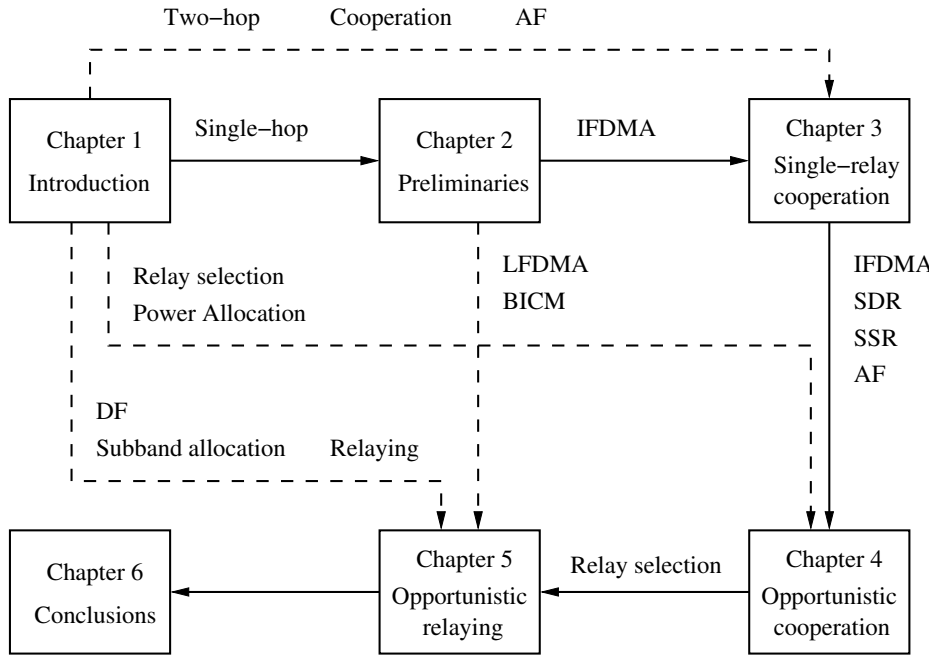 Two−hop Cooperation AF
Chapter 1
Introduction
Single−hop
Chapter 2
Preliminaries
IFDMA
Chapter 3
Single−relay
cooperation
Relay selection
Power Allocation
LFDMA
BICM
IFDMA
SDR
SSR
AF
DF
Subband allocation Relaying
Chapter 6
Conclusions
Chapter 5
Opportunistic
relaying
Relay selection
Chapter 4
Opportunistic
cooperation